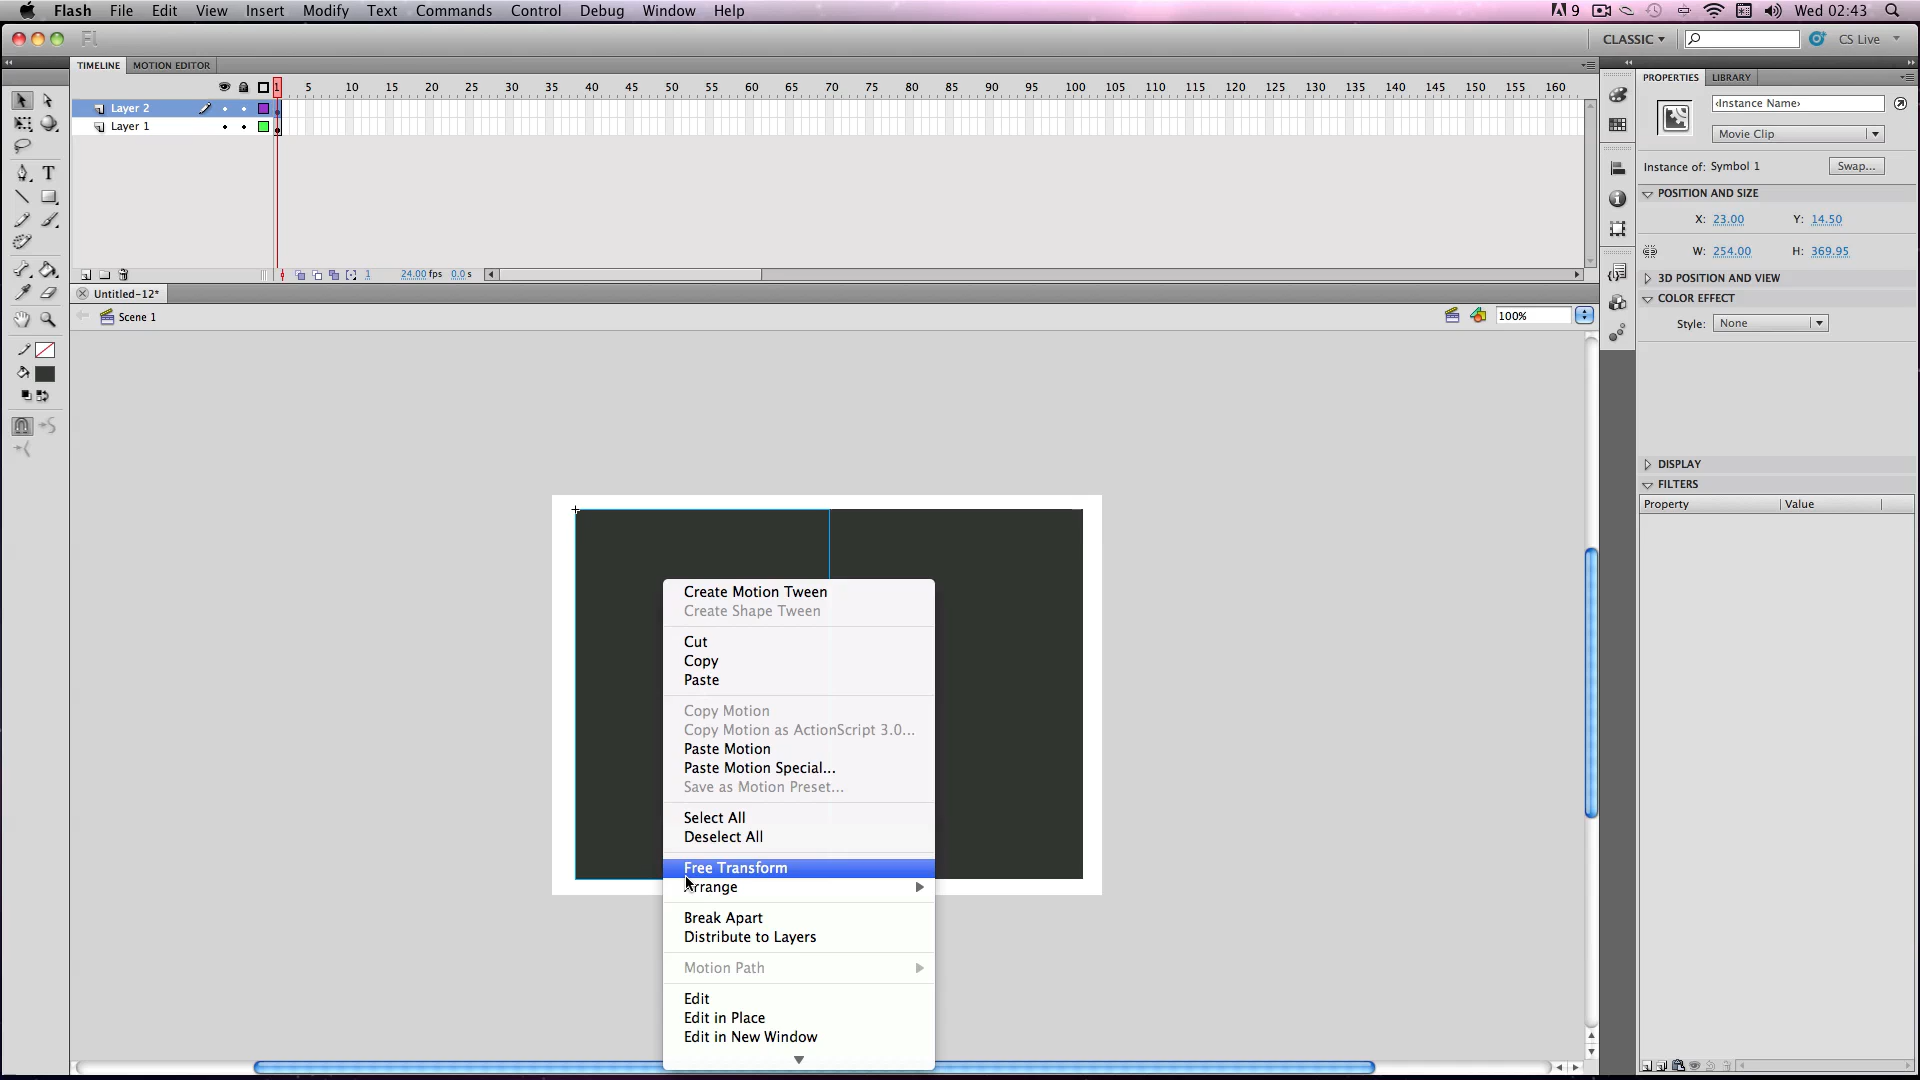 Flash File Edit View Insert Modify Text Commands Control Debug Window Help 9 Wed 02:43
Fl CLASSIC CS Live
TIMELINE MOTION EDITOR
1 5 10 15 20 25 30 35 40 45 50 55 60 65 70 75 80 85 90 95 100 105 110 115 120 125 130 135 140 145 150 155 160
Layer 2
Layer 1
1 24.00 fps 0.0 s
Untitled-12*
Scene 1 100%
PROPERTIES LIBRARY
<Instance Name>
Movie Clip
Instance of: Symbol 1 Swap...
POSITION AND SIZE
X: 23.00 Y: 14.50
W: 254.00 H: 369.95
3D POSITION AND VIEW
COLOR EFFECT
Style: None
DISPLAY
FILTERS
Property Value
Create Motion Tween
Create Shape Tween
Cut
Copy
Paste
Copy Motion
Copy Motion as ActionScript 3.0...
Paste Motion
Paste Motion Special...
Save as Motion Preset...
Select All
Deselect All
Free Transform
Arrange
Break Apart
Distribute to Layers
Motion Path
Edit
Edit in Place
Edit in New Window